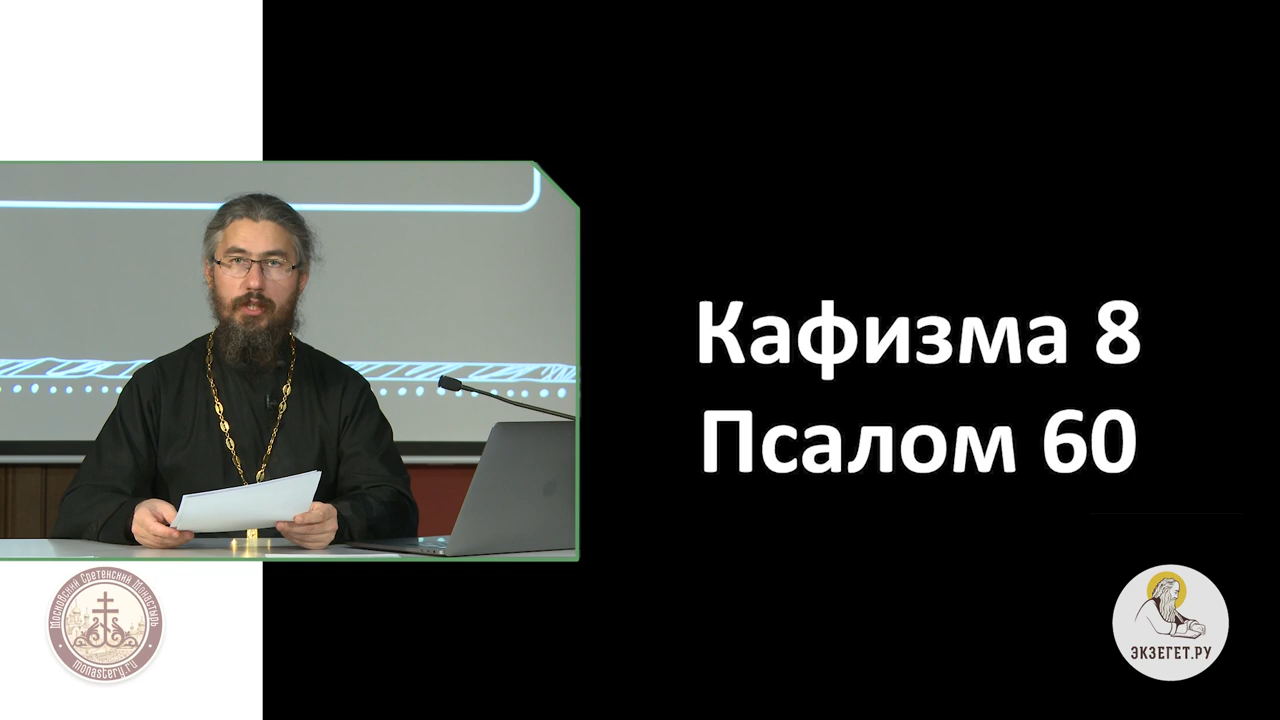 Кафизма 8
Псалом 60
Московский Сретенский Монастырь
monastery.ru
ЭКЗЕГЕТ.РУ